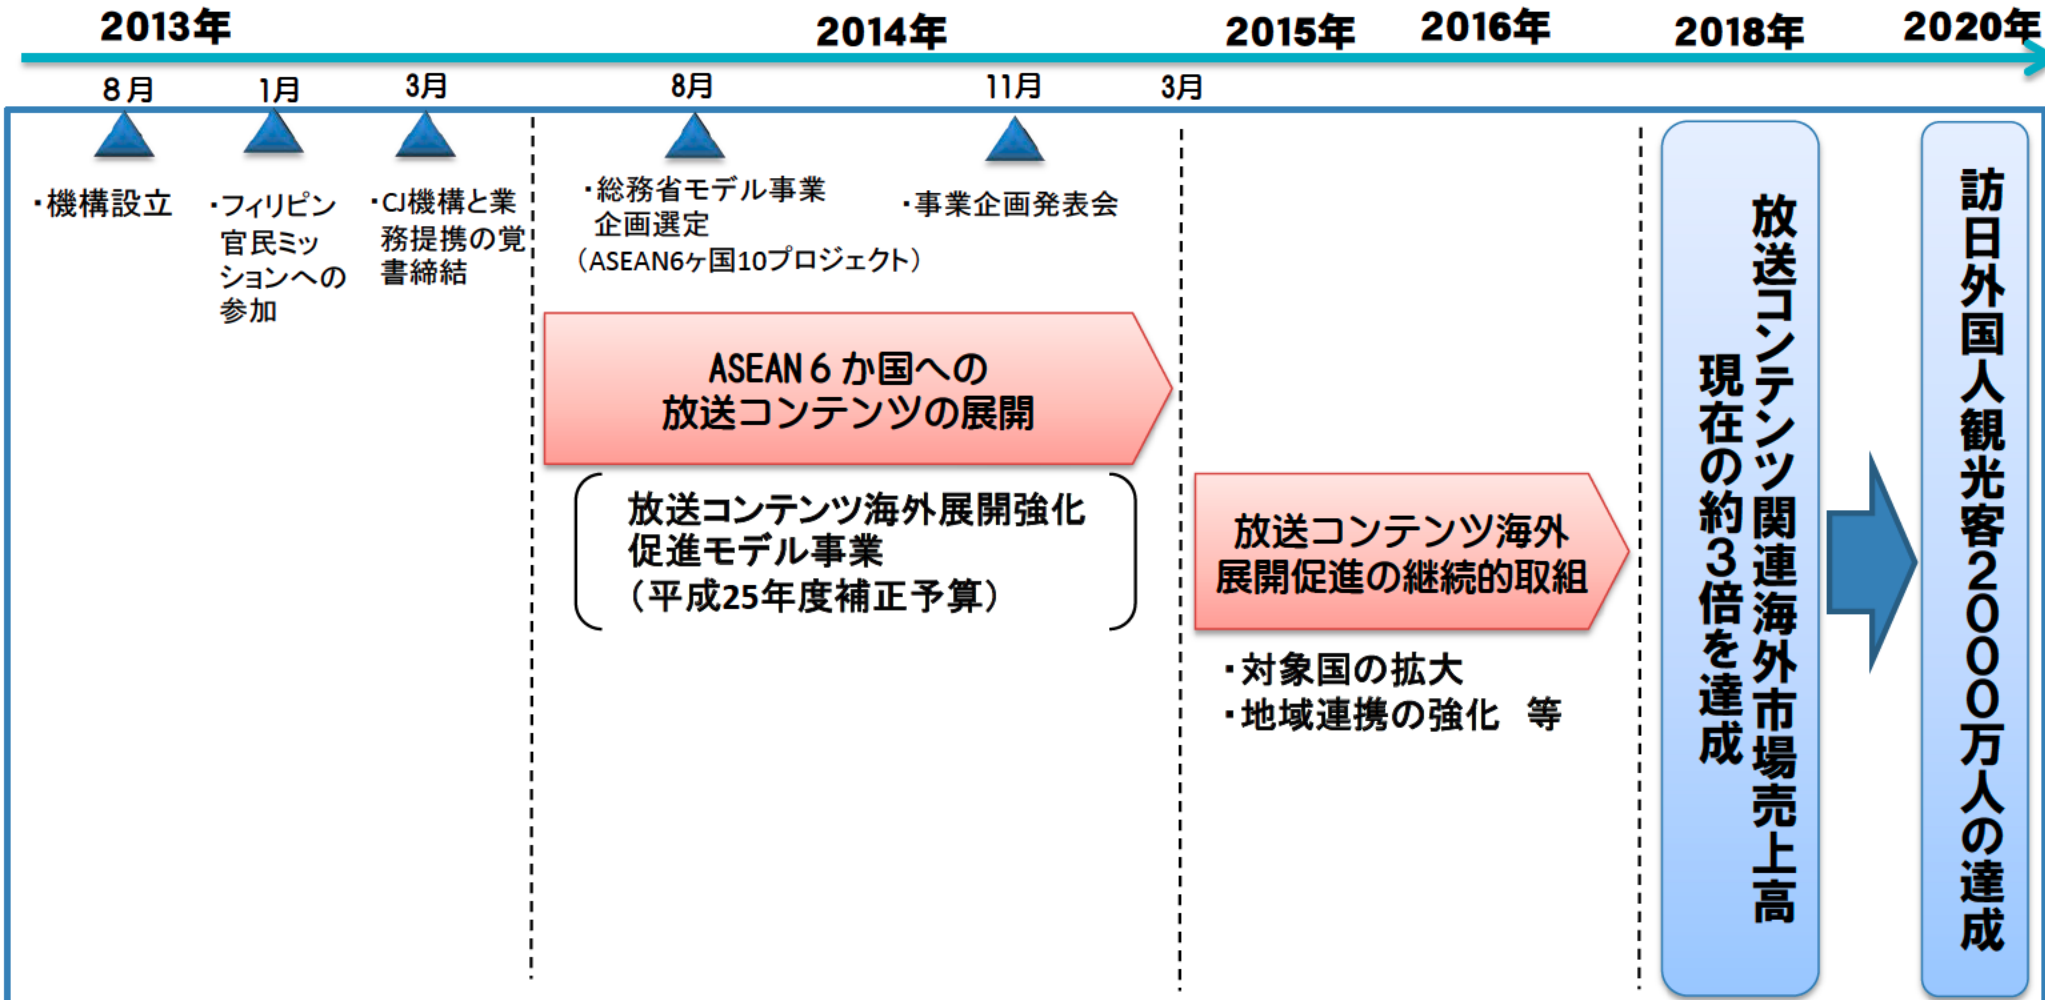 2013年
2014年
2015年
2016年
2018年
2020年
８月
1月
3月
8月
11月
3月
・機構設立
・フィリピン
官民ミッ
ションへの
参加
・CJ機構と業
務提携の覚
書締結
・総務省モデル事業
企画選定
（ASEAN6ヶ国10プロジェクト）
・事業企画発表会
ASEAN６か国への
放送コンテンツの展開
放送コンテンツ海外展開強化
促進モデル事業
（平成25年度補正予算）
放送コンテンツ海外
展開促進の継続的取組
・対象国の拡大
・地域連携の強化　等
放送コンテンツ関連海外市場売上高
現在の約３倍を達成
訪日外国人観光客２０００万人の達成